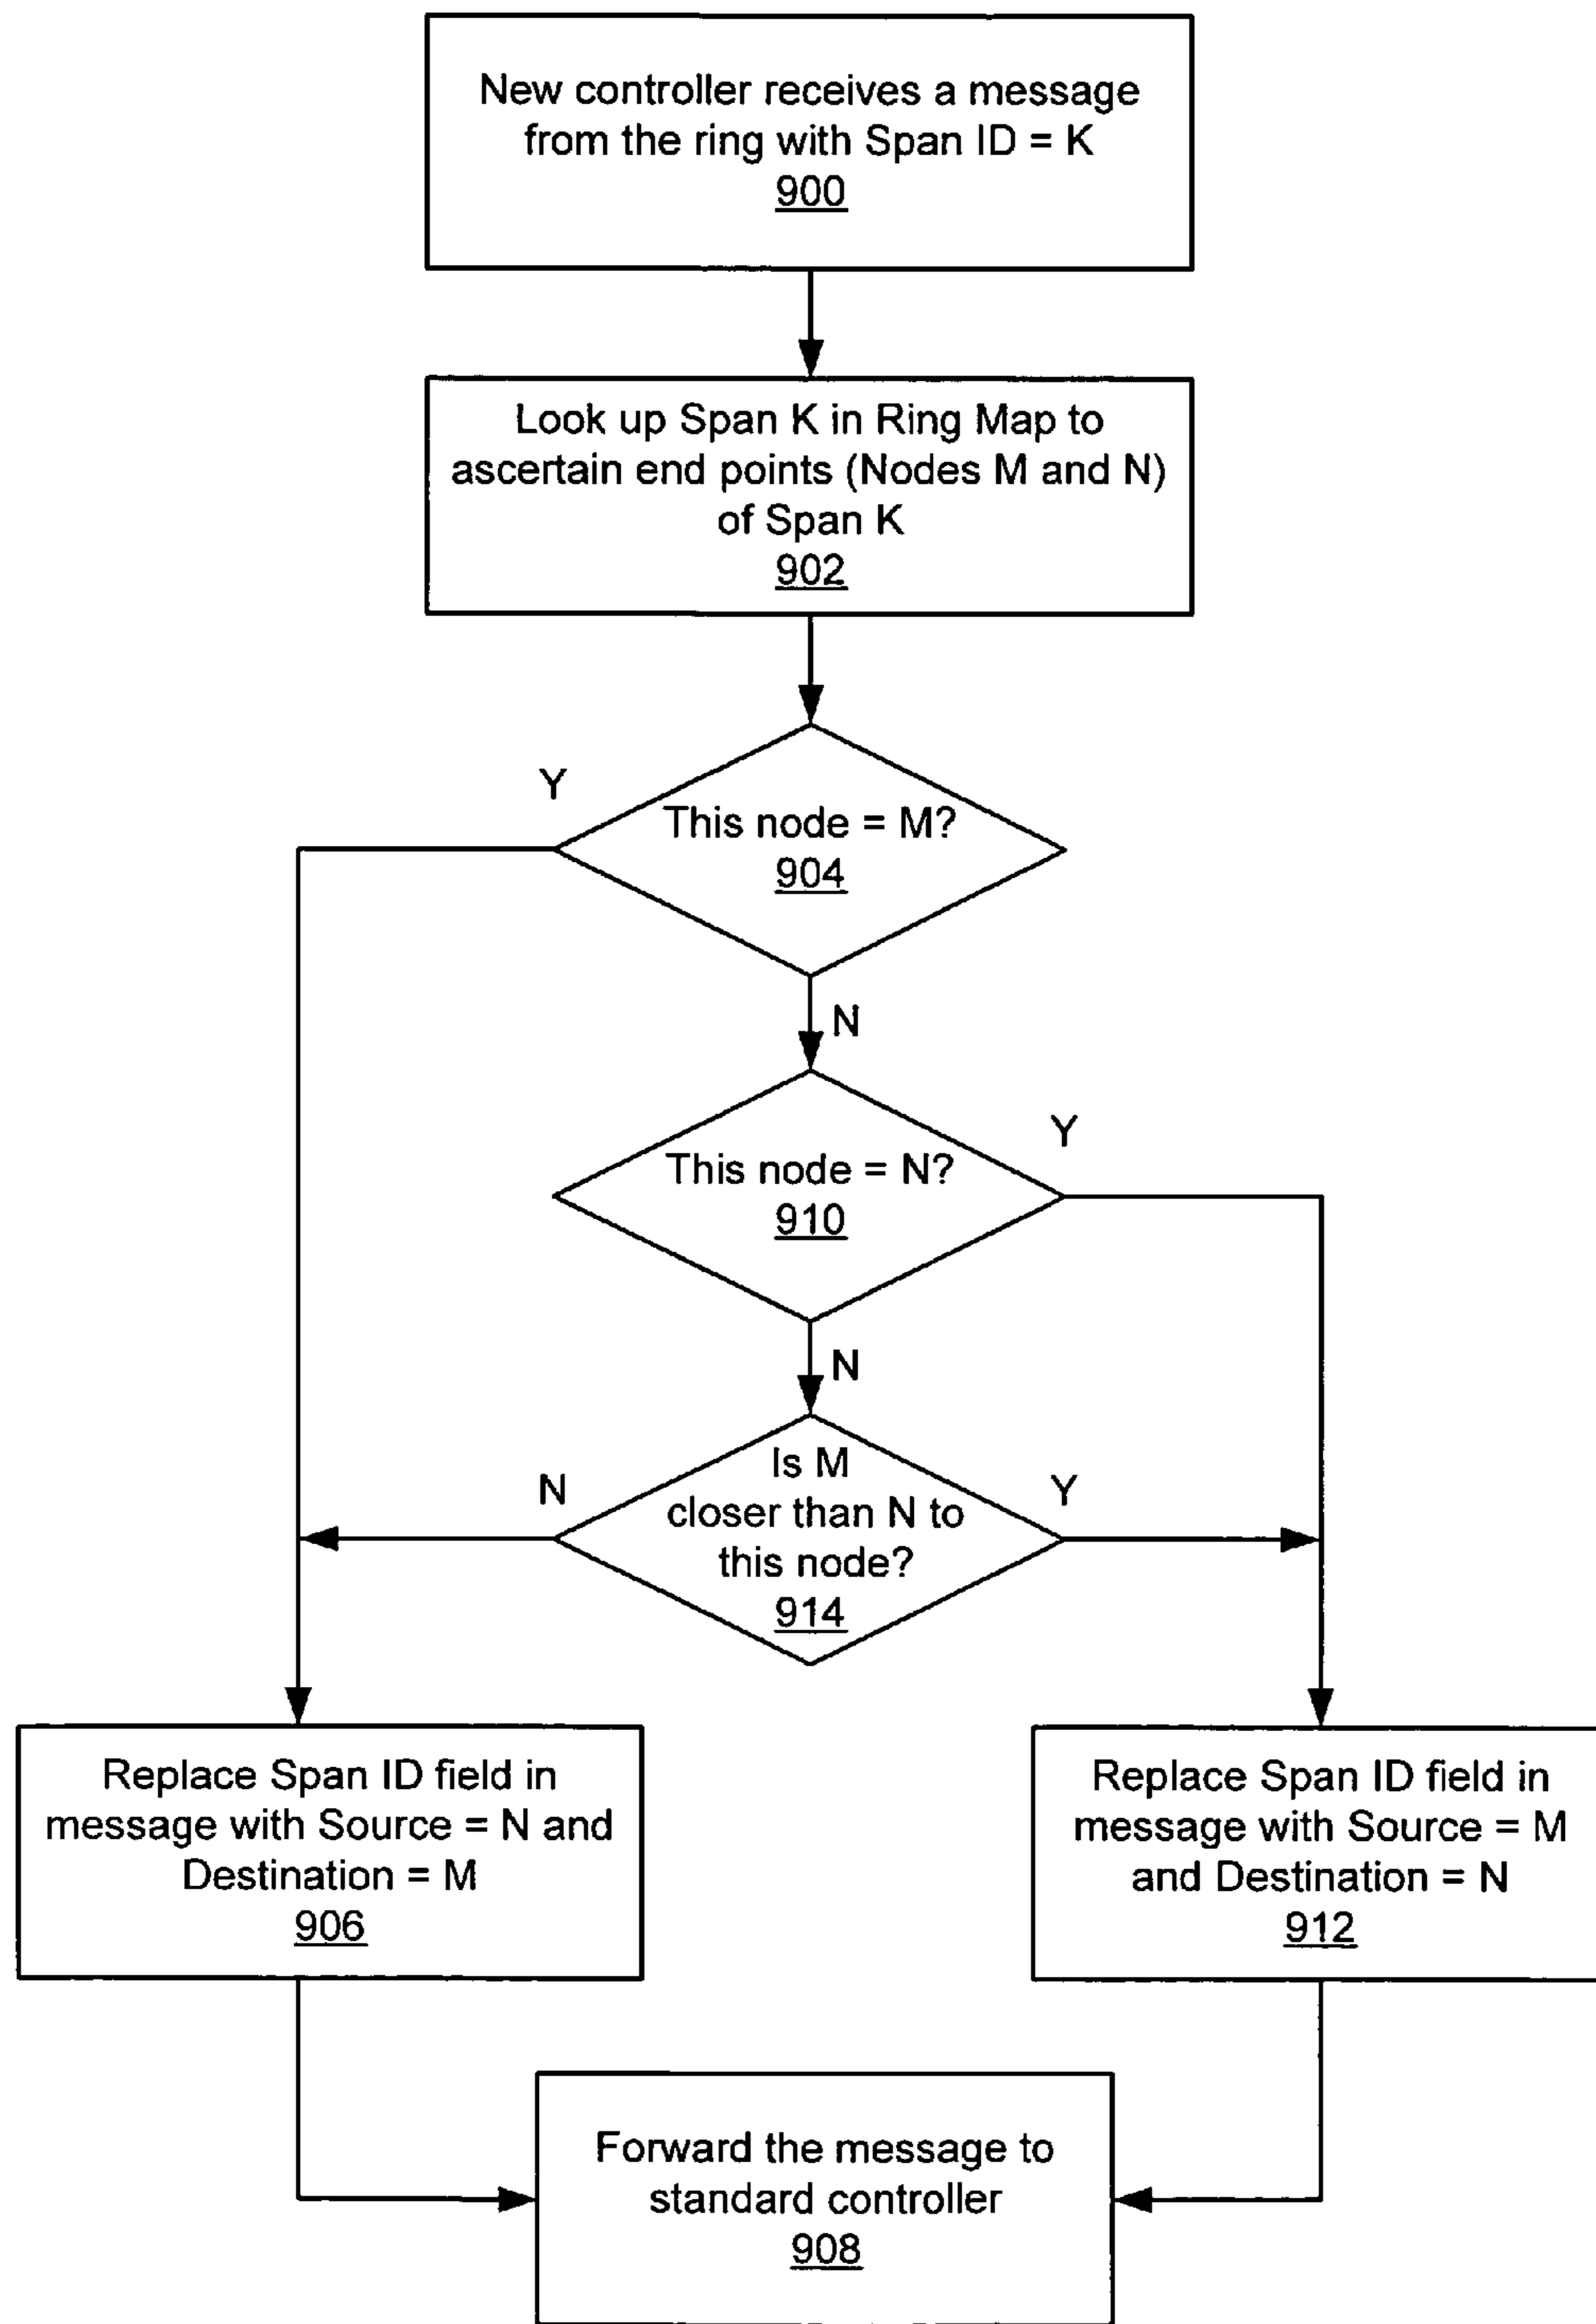 New controller receives a message
from the ring with Span ID = K
900
Look up Span K in Ring Map to
ascertain end points (Nodes M and N)
of Span K
902
Y
This node = M?
904
N
Y
This node = N?
910
N
N
Is M
closer than N to
this node?
914
Y
Replace Span ID field in
message with Source = N and
Destination = M
906
Replace Span ID field in
message with Source = M
and Destination = N
912
Forward the message to
standard controller
908